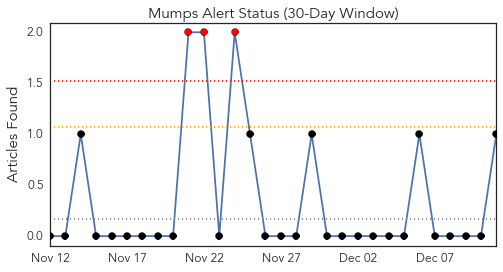 Mumps Alert Status (30-Day Window)
Articles Found
2.0
1.5
1.0
0.5
0.0
Nov 12 Nov 17 Nov 22 Nov 27 Dec 02 Dec 07